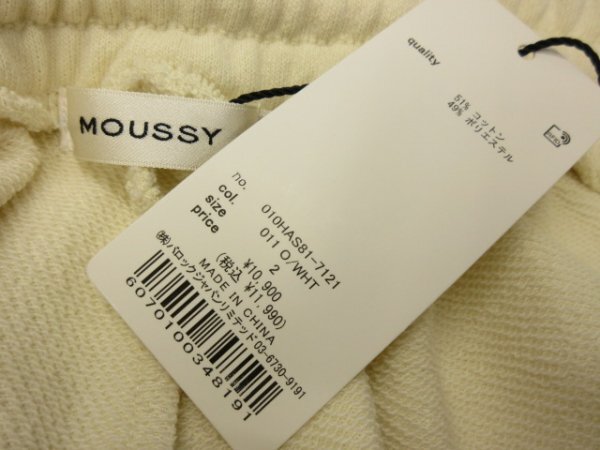 MOUSSY
quality
51% コットン
49% ポリエステル
no. 010HAS81-7121
col. 011 O/WHT
size 2
price ¥10,900
(税込 ¥11,990)
MADE IN CHINA
㈱バロックジャパンリミテッド03-6730-9191
6070100348191